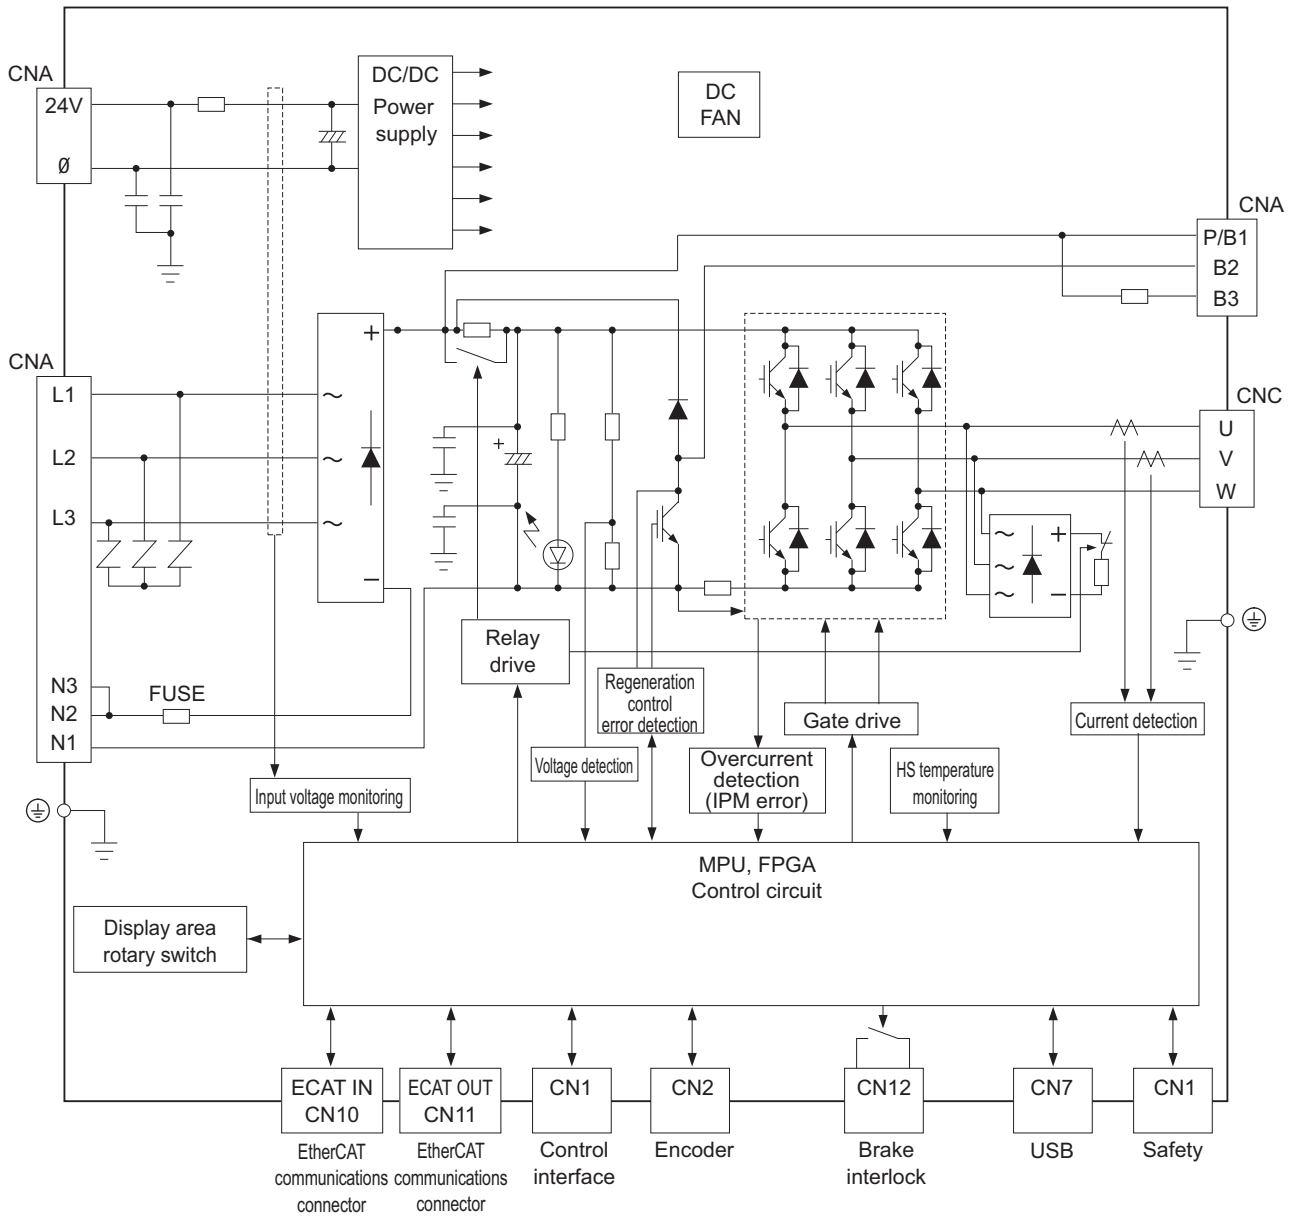 CNA
24V
Ø
DC/DC
Power
supply
DC
FAN
CNA
P/B1
B2
B3
CNA
L1
L2
L3
N3
N2
N1
FUSE
+
−
+
CNC
U
V
W
+
−
Relay
drive
Regeneration
control
error detection
Voltage detection
Gate drive
Overcurrent
detection
(IPM error)
HS temperature
monitoring
Current detection
Input voltage monitoring
MPU, FPGA
Control circuit
Display area
rotary switch
ECAT IN
CN10
EtherCAT
communications
connector
ECAT OUT
CN11
EtherCAT
communications
connector
CN1
Control
interface
CN2
Encoder
CN12
Brake
interlock
CN7
USB
CN1
Safety